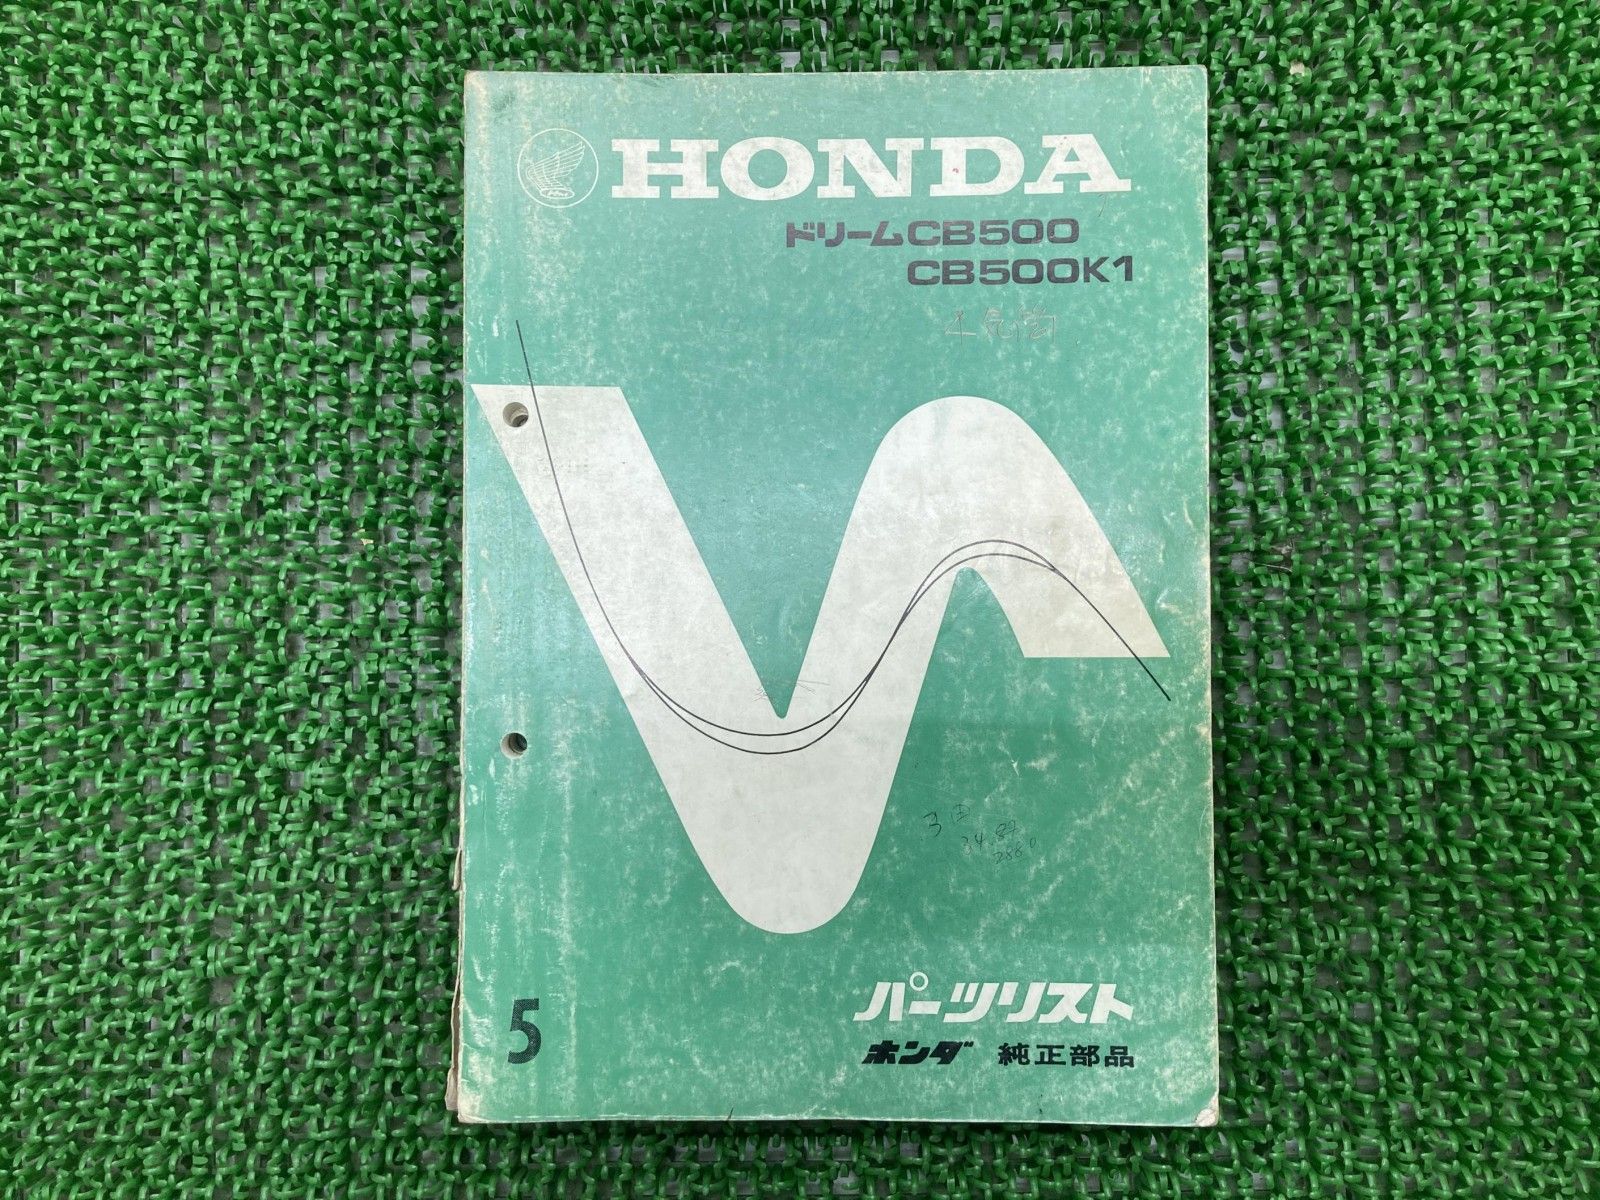 HONDA
ドリームCB500
CB500K1
5
パーツリスト
ホンダ 純正部品